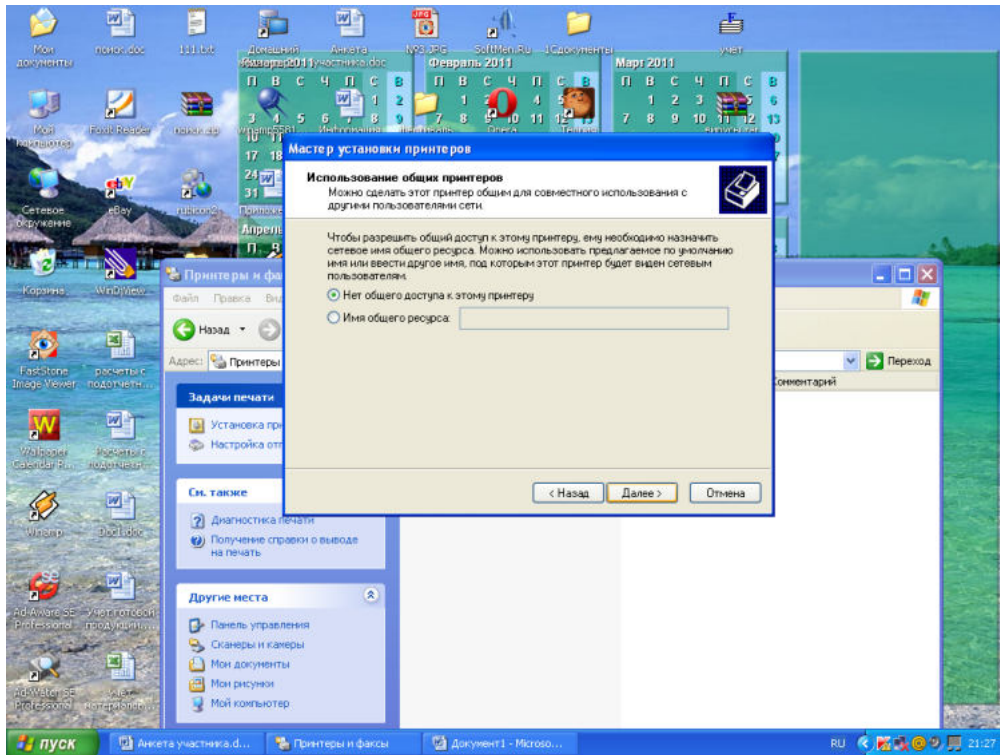 Мои документы
поиск.doc
111.txt
Домашний
Анкета участника.doc
№3.JPG
SoftMen.Ru
1Сдокументы
учет
Январь 2011
Февраль 2011
Март 2011
П В С Ч П С В
П В С Ч П С В
П В С Ч П С В
Мой компьютер
Foxit Reader
winamp5581
Информация
Opera
Сетевое окружение
eBay
rubicon2
Апрель
Мастер установки принтеров
Использование общих принтеров
Можно сделать этот принтер общим для совместного использования с
другими пользователями сети.
Чтобы разрешить общий доступ к этому принтеру, ему необходимо назначить
сетевое имя общего ресурса. Можно использовать предлагаемое по умолчанию
имя или ввести другое имя, под которым этот принтер будет виден сетевым
пользователям.
Нет общего доступа к этому принтеру
Имя общего ресурса:
< Назад
Далее >
Отмена
Корзина
WinDjView
Принтеры и фа
Файл Правка Ви
Назад
Адрес: Принтеры
Переход
Комментарий
FastStone Image Viewer
расчеты с подотчетн...
Задачи печати
Установка при
Настройка отп
Wallpaper Calendar R...
Расчеты с подотчетн...
См. также
Диагностика печати
Получение справки о выводе
на печать
Winamp
Doc1.doc
Другие места
Панель управления
Сканеры и камеры
Мои документы
Мои рисунки
Мой компьютер
Ad-Aware SE Professional
Учет готовой продукции...
Ad-Watch SE Professional
учет материалов...
пуск
Анкета участника.d...
Принтеры и факсы
Документ1 - Microso...
RU
21:27